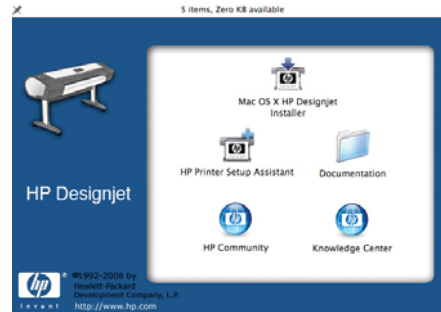 5 items, Zero KB available
Mac OS X HP Designjet
Installer
HP Printer Setup Assistant
Documentation
HP Designjet
HP Community
Knowledge Center
hp
®
invent
©1992-2006 by
Hewlett-Packard
Development Company, L.P.
http://www.hp.com